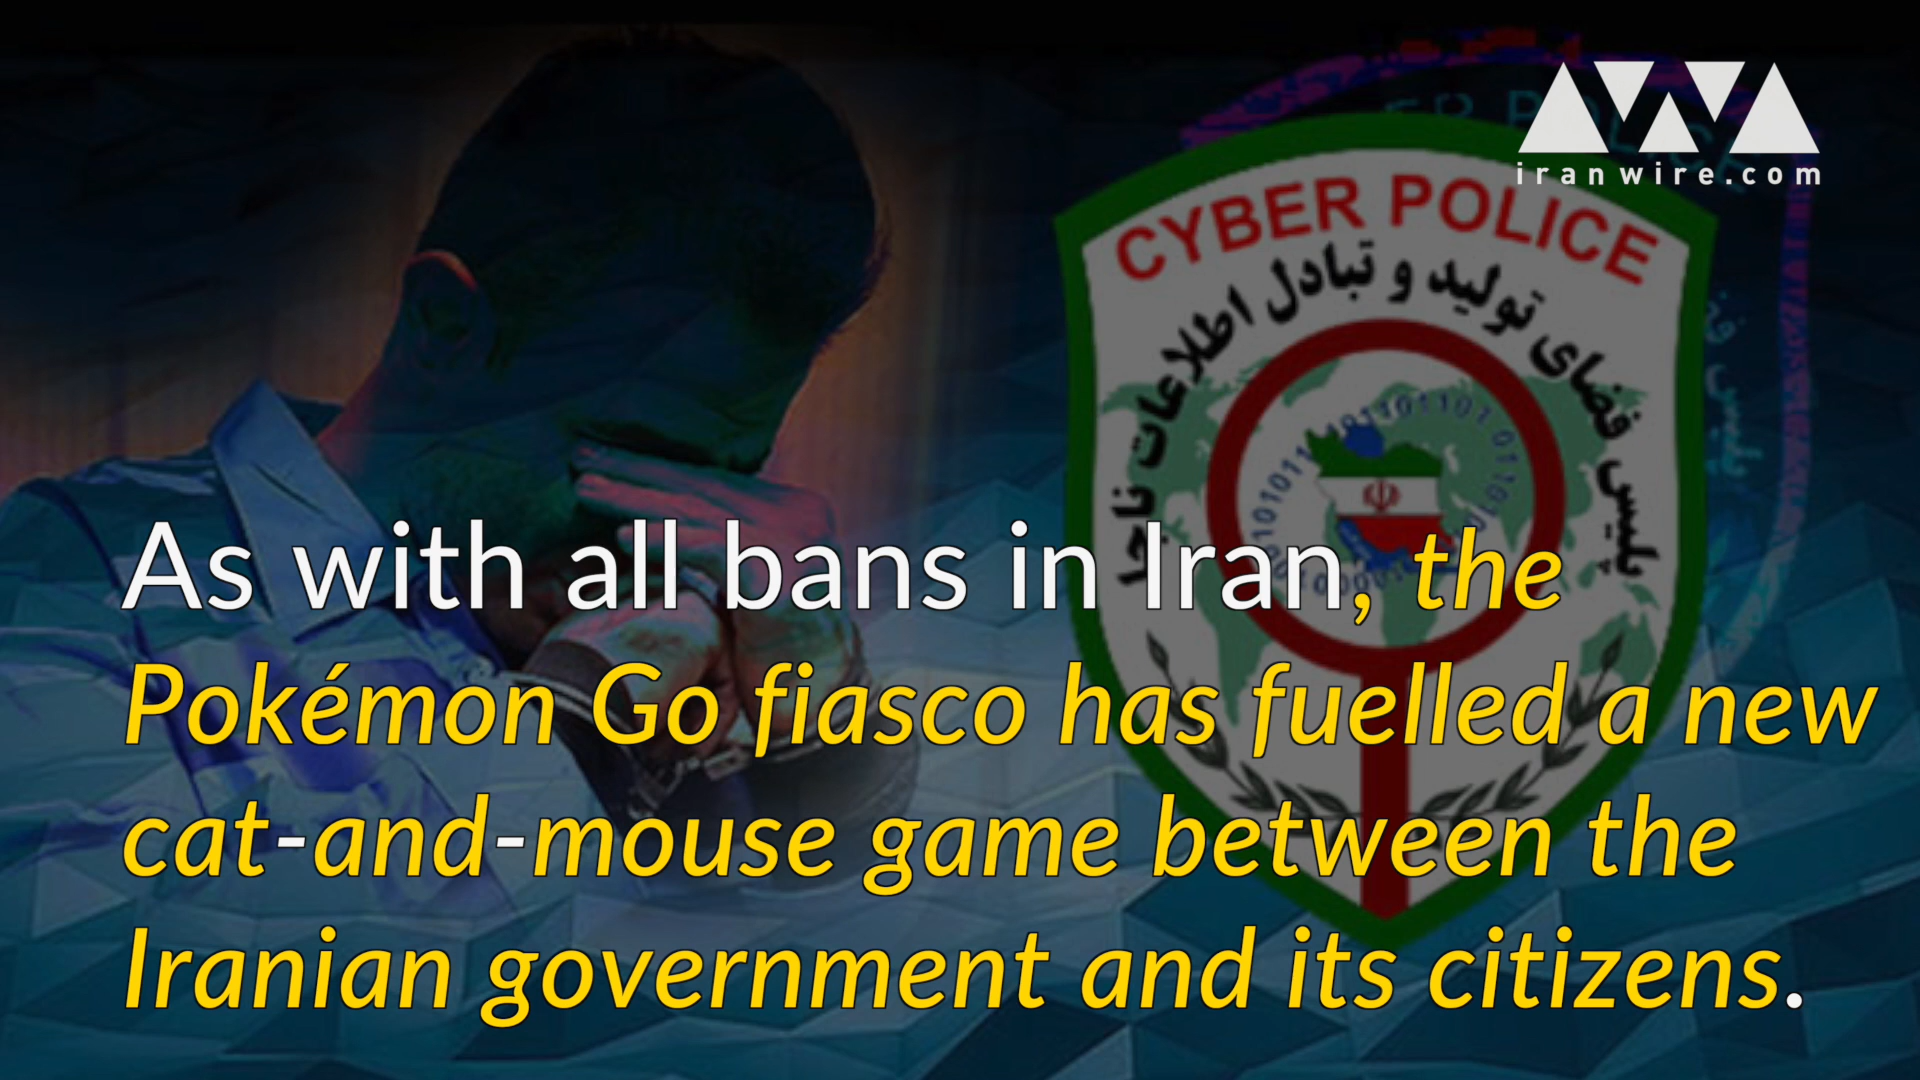 iranwire.com
CYBER POLICE
پلیس فضای تولید و تبادل اطلاعات ناجا
As with all bans in Iran, the
Pokémon Go fiasco has fuelled a new
cat-and-mouse game between the
Iranian government and its citizens.